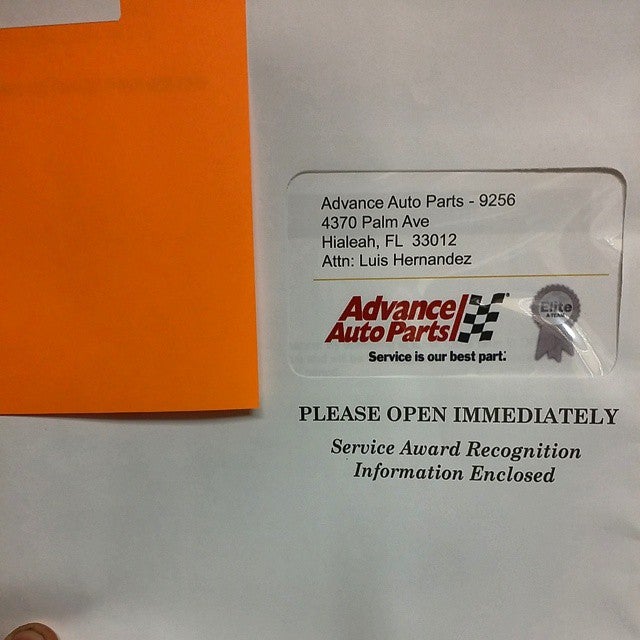 Advance Auto Parts - 9256
4370 Palm Ave
Hialeah, FL 33012
Attn: Luis Hernandez
Advance
Auto Parts
Service is our best part.
Elite
A-TEAM
PLEASE OPEN IMMEDIATELY
Service Award Recognition
Information Enclosed